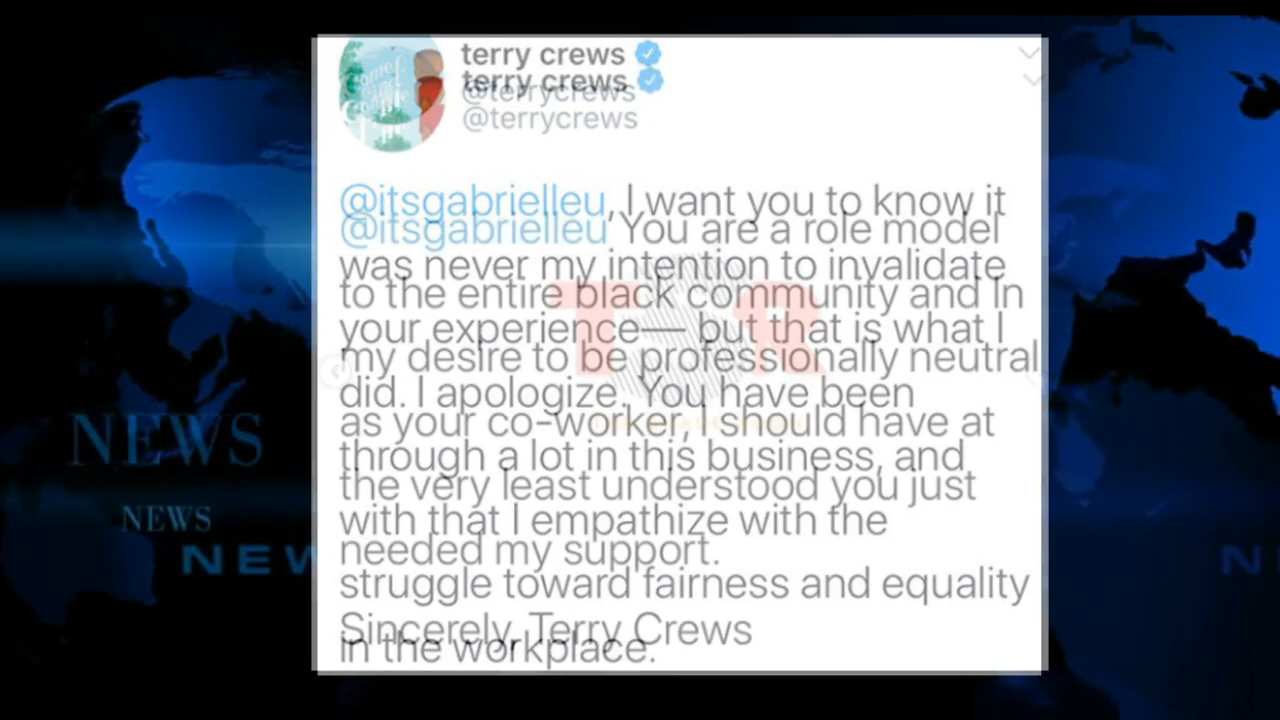 terry crews
terry crews
@terrycrews
@terrycrews
@itsgabrielleu, I want you to know it
@itsgabrielleu You are a role model
was never my intention to invalidate
to the entire black community and in
your experience— but that is what I
my desire to be professionally neutral
did. I apologize. You have been
as your co-worker, I should have at
through a lot in this business, and
the very least understood you just
with that I empathize with the
needed my support.
struggle toward fairness and equality
Sincerely, Terry Crews
in the workplace.
T R
NEWS
NEWS
NEW
N